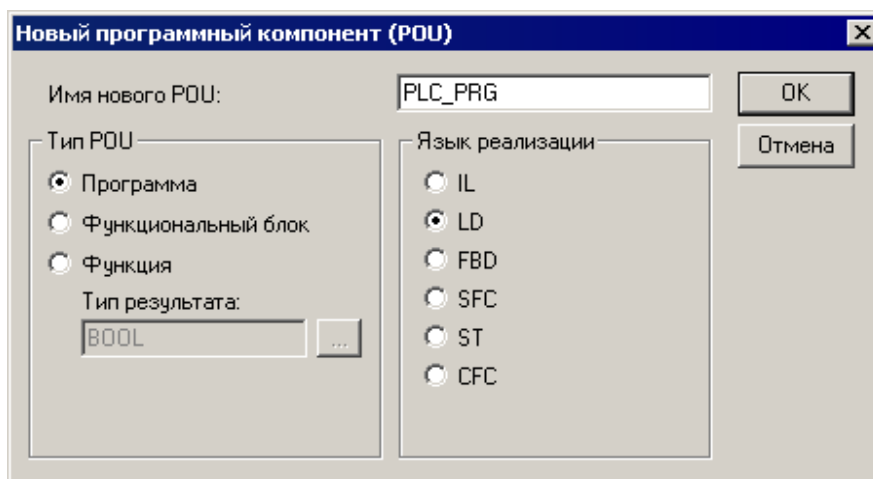 Новый программный компонент (POU)
Имя нового POU:
PLC_PRG
OK
Отмена
Тип POU
Программа
Функциональный блок
Функция
Тип результата:
BOOL
...
Язык реализации
IL
LD
FBD
SFC
ST
CFC